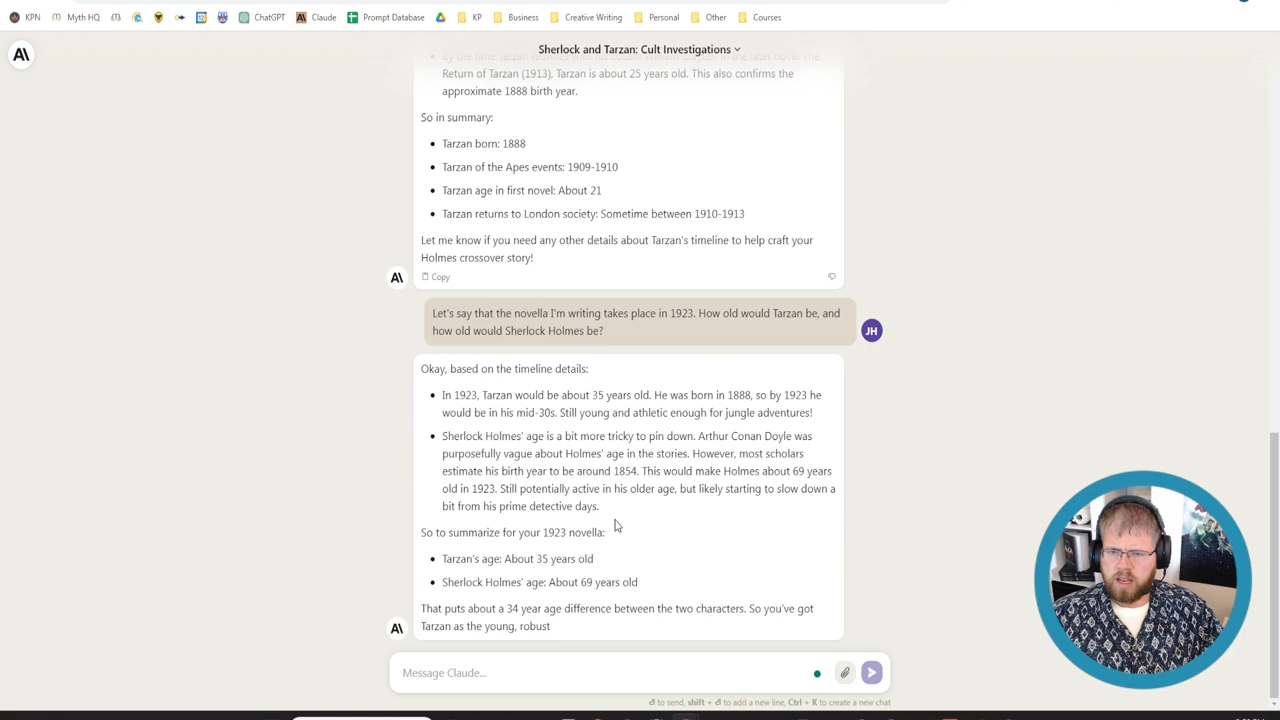 KPN Myth HQ ChatGPT Claude Prompt Database KP Business Creative Writing Personal Other Courses
Sherlock and Tarzan: Cult Investigations
Return of Tarzan (1913), Tarzan is about 25 years old. This also confirms the
approximate 1888 birth year.
So in summary:
• Tarzan born: 1888
• Tarzan of the Apes events: 1909-1910
• Tarzan age in first novel: About 21
• Tarzan returns to London society: Sometime between 1910-1913
Let me know if you need any other details about Tarzan's timeline to help craft your
Holmes crossover story!
Copy
Let's say that the novella I'm writing takes place in 1923. How old would Tarzan be, and
how old would Sherlock Holmes be?
JH
Okay, based on the timeline details:
• In 1923, Tarzan would be about 35 years old. He was born in 1888, so by 1923 he
would be in his mid-30s. Still young and athletic enough for jungle adventures!
• Sherlock Holmes' age is a bit more tricky to pin down. Arthur Conan Doyle was
purposefully vague about Holmes' age in the stories. However, most scholars
estimate his birth year to be around 1854. This would make Holmes about 69 years
old in 1923. Still potentially active in his older age, but likely starting to slow down a
bit from his prime detective days.
So to summarize for your 1923 novella:
• Tarzan's age: About 35 years old
• Sherlock Holmes' age: About 69 years old
That puts about a 34 year age difference between the two characters. So you've got
Tarzan as the young, robust
Message Claude...
to send, shift + to add a new line, Ctrl + K to create a new chat